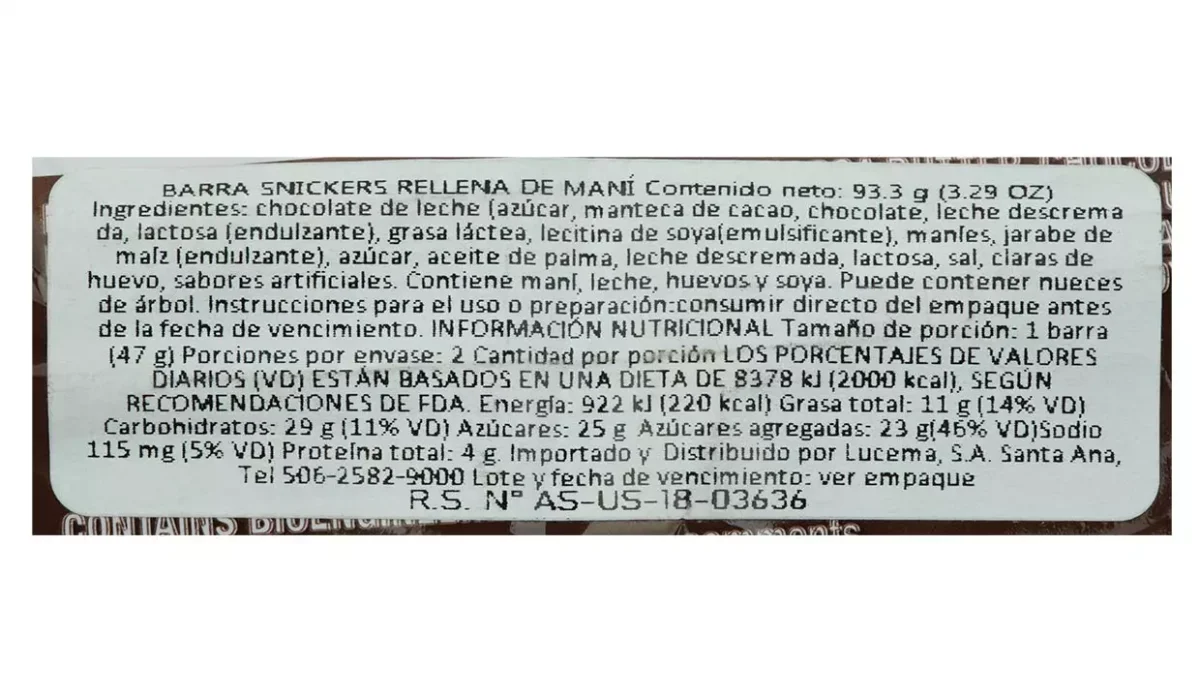 BARRA SNICKERS RELLENA DE MANÍ Contenido neto: 93.3 g (3.29 OZ)
Ingredientes: chocolate de leche (azúcar, manteca de cacao, chocolate, leche descrema
da, lactosa (endulzante), grasa láctea, lecitina de soya(emulsificante), maníes, jarabe de
maíz (endulzante), azúcar, aceite de palma, leche descremada, lactosa, sal, claras de
huevo, sabores artificiales. Contiene maní, leche, huevos y soya. Puede contener nueces
de árbol. Instrucciones para el uso o preparación:consumir directo del empaque antes
de la fecha de vencimiento. INFORMACIÓN NUTRICIONAL Tamaño de porción: 1 barra
(47 g) Porciones por envase: 2 Cantidad por porción LOS PORCENTAJES DE VALORES
DIARIOS (VD) ESTÁN BASADOS EN UNA DIETA DE 8378 kJ (2000 kcal), SEGÚN
RECOMENDACIONES DE FDA. Energía: 922 kJ (220 kcal) Grasa total: 11 g (14% VD)
Carbohidratos: 29 g (11% VD) Azúcares: 25 g Azúcares agregadas: 23 g(46% VD)Sodio
115 mg (5% VD) Proteína total: 4 g. Importado y Distribuido por Lucema, S.A. Santa Ana,
Tel 506-2582-9000 Lote y fecha de vencimiento: ver empaque
R.S. N° AS-US-18-03636
CONTAINS